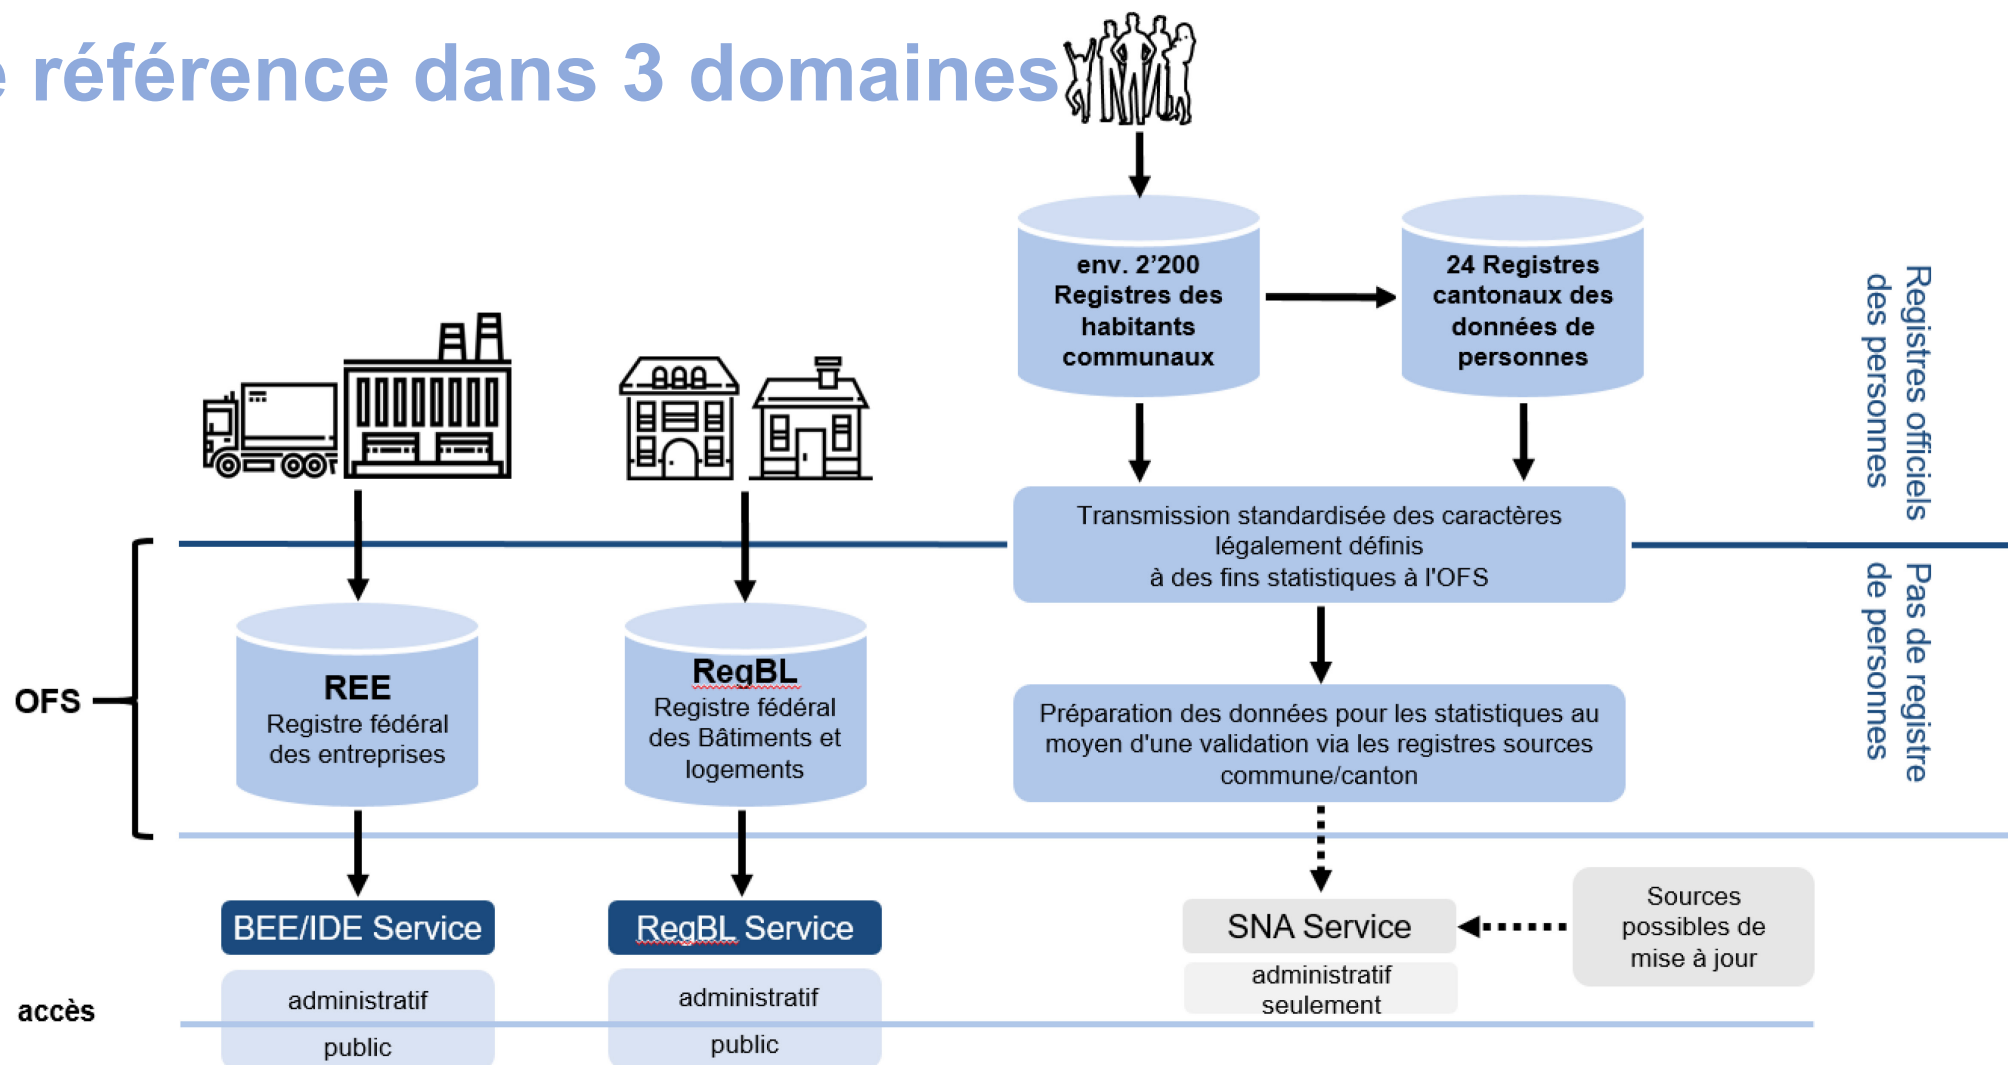 e référence dans 3 domaines
env. 2’200
Registres des
habitants
communaux
24 Registres
cantonaux des
données de
personnes
Registres officiels
des personnes
Transmission standardisée des caractères
légalement définis
à des fins statistiques à l'OFS
Pas de registre
de personnes
OFS
REE
Registre fédéral
des entreprises
RegBL
Registre fédéral
des Bâtiments et
logements
Préparation des données pour les statistiques au
moyen d'une validation via les registres sources
commune/canton
BEE/IDE Service
RegBL Service
SNA Service
Sources
possibles de
mise à jour
accès
administratif
public
administratif
public
administratif
seulement